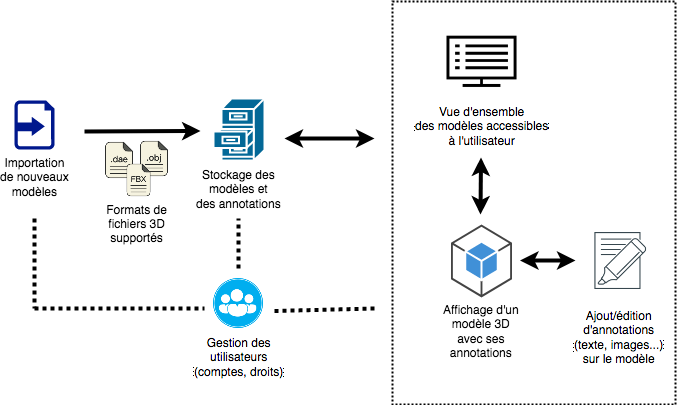 Importation
de nouveaux
modèles
.dae
.obj
FBX
Formats de
fichiers 3D
supportés
Stockage des
modèles et
des annotations
Gestion des
utilisateurs
(comptes, droits)
Vue d'ensemble
des modèles accessibles
à l'utilisateur
Affichage d'un
modèle 3D
avec ses
annotations
Ajout/édition
d'annotations
(texte, images...)
sur le modèle